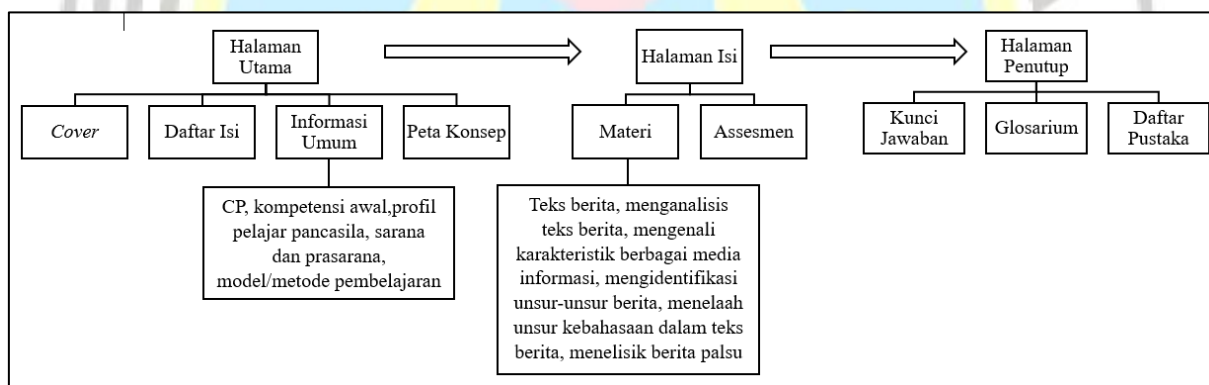 Halaman
Utama
Halaman Isi
Halaman
Penutup
Cover
Daftar Isi
Informasi
Umum
Peta Konsep
Materi
Assesmen
Kunci
Jawaban
Glosarium
Daftar
Pustaka
CP, kompetensi awal,profil
pelajar pancasila, sarana
dan prasarana,
model/metode pembelajaran
Teks berita, menganalisis
teks berita, mengenali
karakteristik berbagai media
informasi, mengidentifikasi
unsur-unsur berita, menelaah
unsur kebahasaan dalam teks
berita, menelisik berita palsu